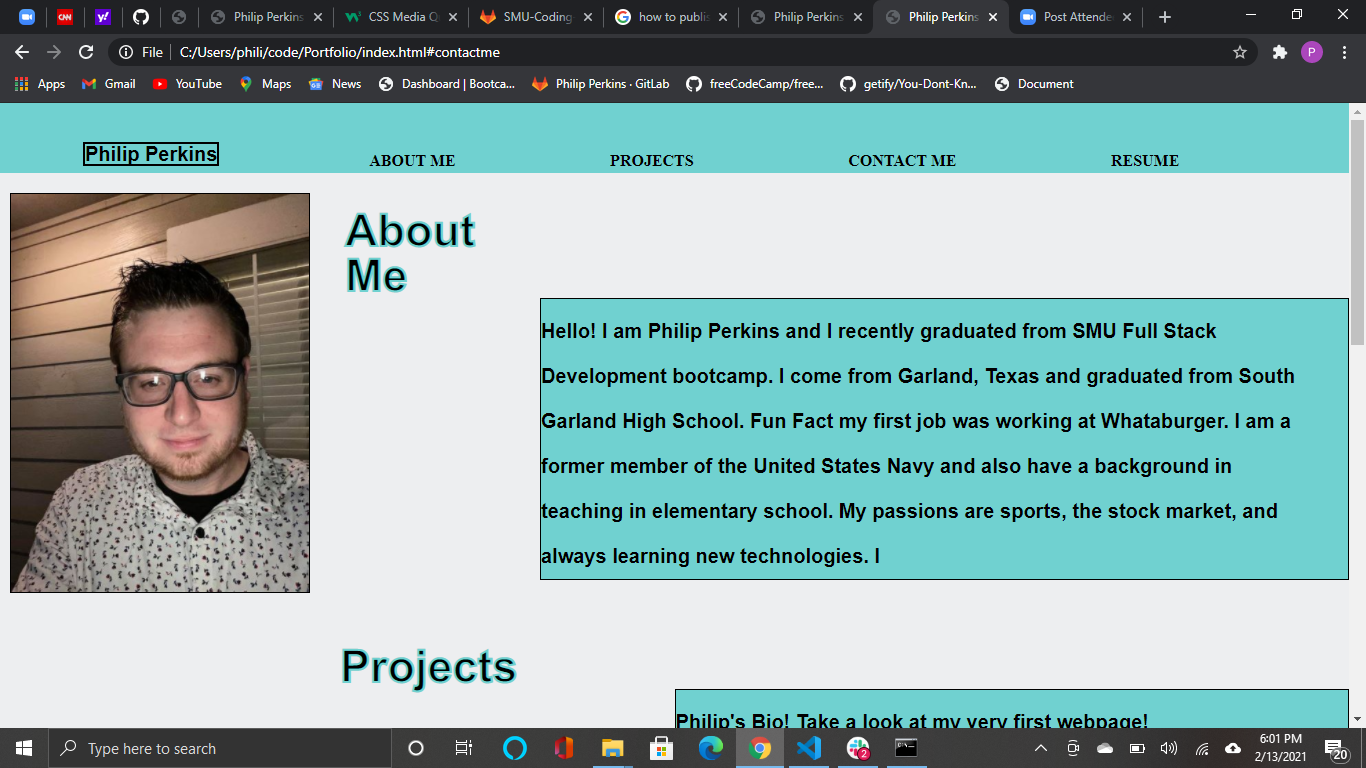 Philip Perkins
CSS Media Q
SMU-Coding
how to publis
Philip Perkins
Philip Perkins
Post Attende
File
C:/Users/phili/code/Portfolio/index.html#contactme
P
Apps
Gmail
YouTube
Maps
News
Dashboard | Bootca...
Philip Perkins · GitLab
freeCodeCamp/free...
getify/You-Dont-Kn...
Document
Philip Perkins
ABOUT ME
PROJECTS
CONTACT ME
RESUME
About
Me
Hello! I am Philip Perkins and I recently graduated from SMU Full Stack
Development bootcamp. I come from Garland, Texas and graduated from South
Garland High School. Fun Fact my first job was working at Whataburger. I am a
former member of the United States Navy and also have a background in
teaching in elementary school. My passions are sports, the stock market, and
always learning new technologies. I
Projects
Philip's Bio! Take a look at my very first webpage!
Type here to search
2
6:01 PM
2/13/2021
20